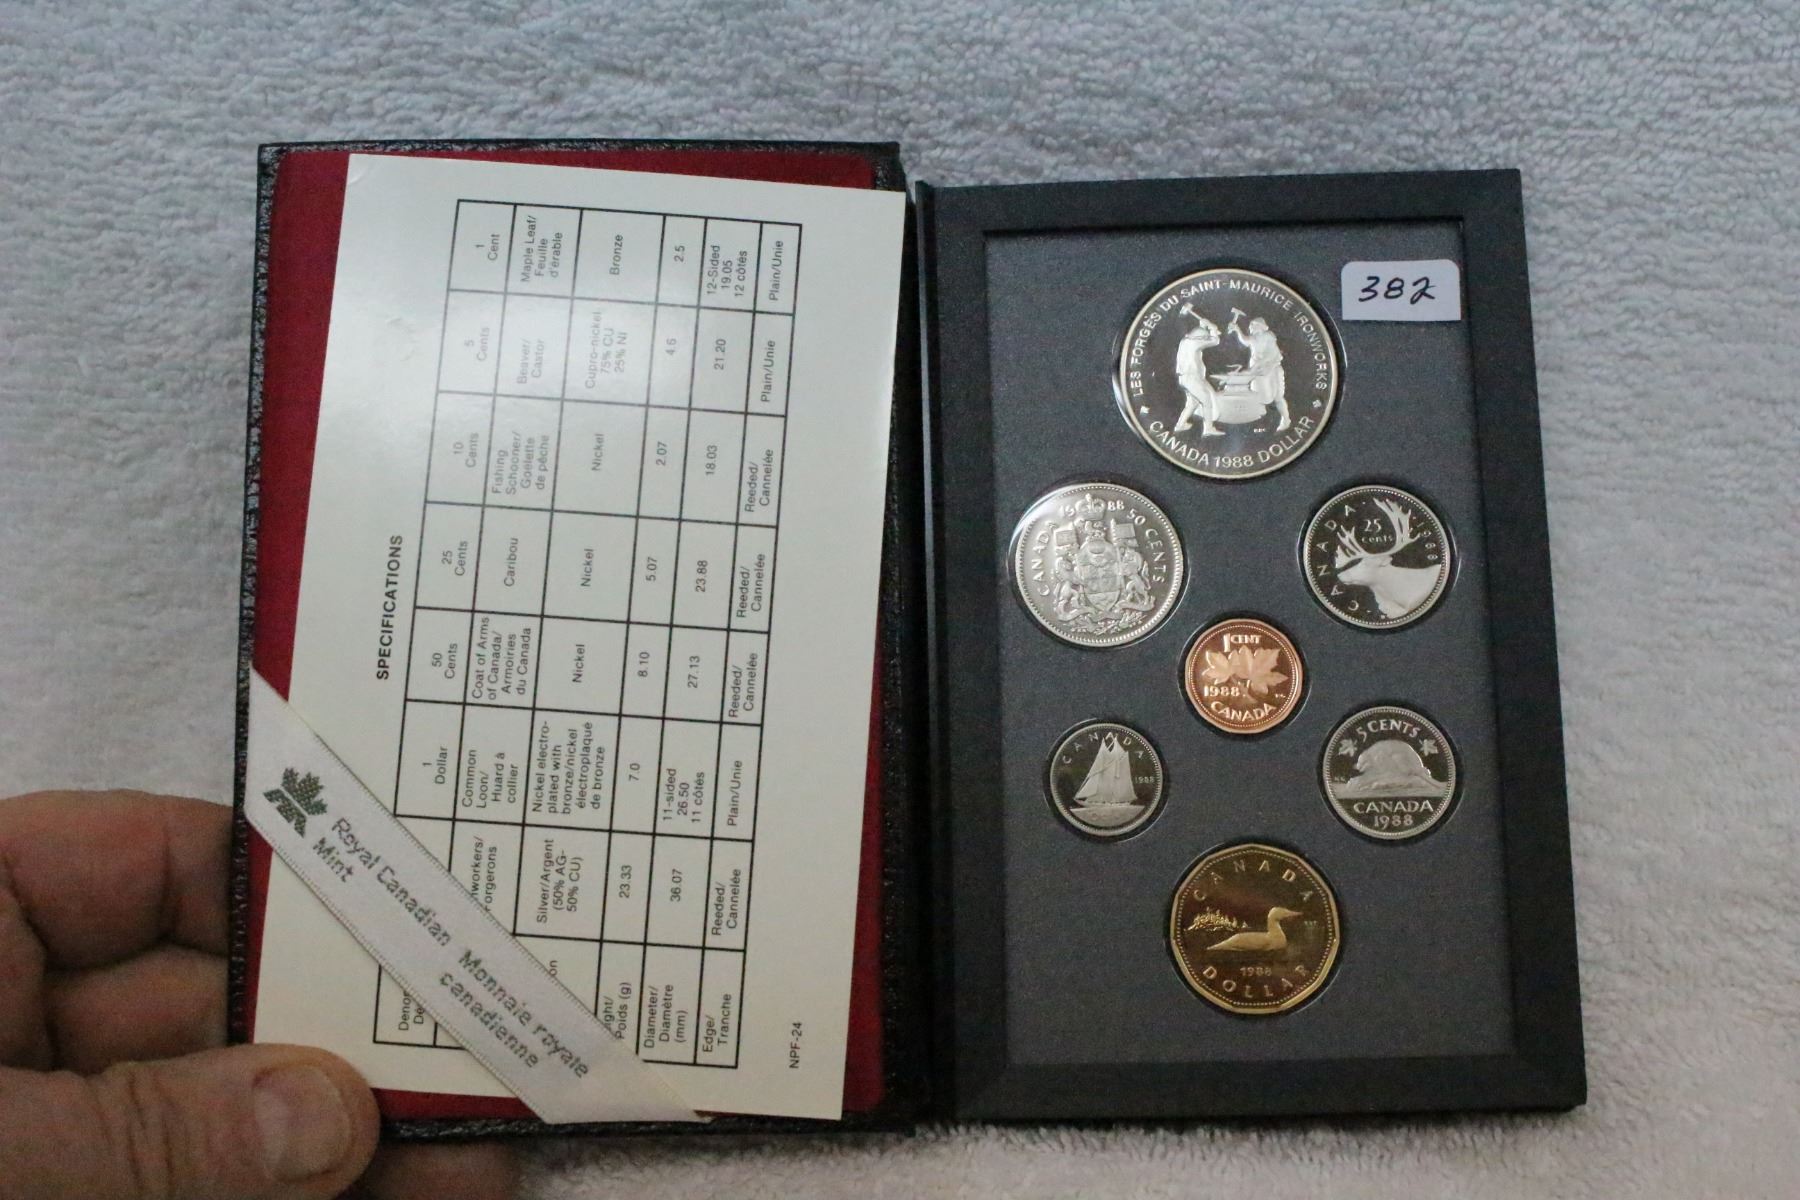 SPECIFICATIONS
1
Dollar
50
Cents
25
Cents
10
Cents
5
Cents
1
Cent
workers/
orgerons
Common
Loon/
Huard à
collier
Coat of Arms
of Canada/
Armoiries
du Canada
Caribou
Fishing
Schooner/
Goelette
de pêche
Beaver/
Castor
Maple Leaf/
Feuille
d'érable
Silver/Argent
(50% AG-
50% CU)
Nickel electro-
plated with
bronze/nickel
électroplaqué
de bronze
Nickel
Nickel
Nickel
Cupro-nickel
75% CU
25% NI
Bronze
Poids (g)
23.33
7.0
8.10
5.07
2.07
4.6
2.5
Diameter/
Diamètre
(mm)
36.07
11-sided
26.50
11 côtés
27.13
23.88
18.03
21.20
12-Sided
19.05
12 côtés
Edge/
Tranche
Reeded/
Cannelée
Plain/Unie
Reeded/
Cannelée
Reeded/
Cannelée
Reeded/
Cannelée
Plain/Unie
Plain/Unie
NPF-24
Royal Canadian Monnaie royale
Mint canadienne
382
LES FORGES DU SAINT-MAURICE IRONWORKS
CANADA 1988 DOLLAR
CANADA 1988 50 CENTS
CANADA 1988
25
cents
1 CENT
1988
CANADA
CANADA
1988
5 CENTS
CANADA
1988
CANADA
1988
DOLLAR